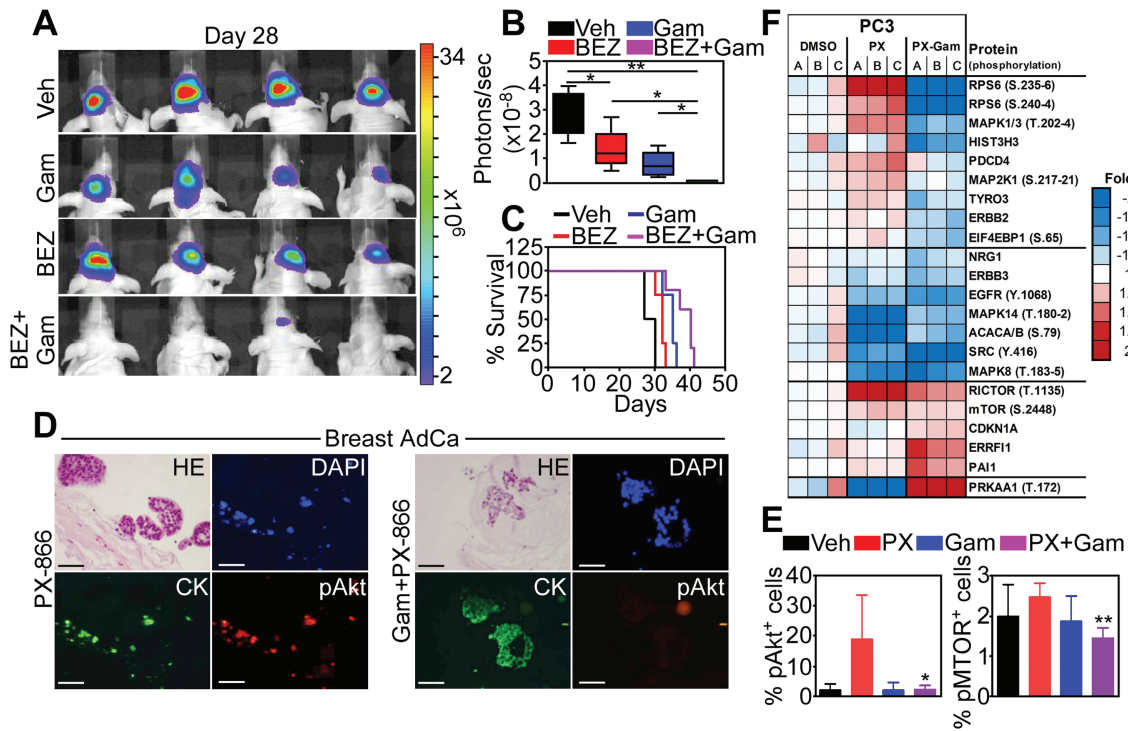 A
Day 28
Veh
Gam
BEZ
BEZ+
Gam
34
x10⁶
2
B
Veh
Gam
BEZ
BEZ+Gam
Photons/sec
(x10⁻⁸)
5
4
3
2
1
0
**
*
*
*
C
Veh
Gam
BEZ
BEZ+Gam
% Survival
125
100
75
50
25
0
0 10 20 30 40 50
Days
D
Breast AdCa
PX-866
HE
DAPI
CK
pAkt
Gam+PX-866
HE
DAPI
CK
pAkt
F
PC3
DMSO PX PX-Gam Protein
(phosphorylation)
A B C A B C A B C
RPS6 (S.235-6)
RPS6 (S.240-4)
MAPK1/3 (T.202-4)
HIST3H3
PDCD4
MAP2K1 (S.217-21)
TYRO3
ERBB2
EIF4EBP1 (S.65)
NRG1
ERBB3
EGFR (Y.1068)
MAPK14 (T.180-2)
ACACA/B (S.79)
SRC (Y.416)
MAPK8 (T.183-5)
RICTOR (T.1135)
mTOR (S.2448)
CDKN1A
ERRFI1
PAI1
PRKAA1 (T.172)
E
Veh
PX
Gam
PX+Gam
% pAkt⁺ cells
40
30
20
10
0
*
% pMTOR⁺ cells
3
2
1
0
**